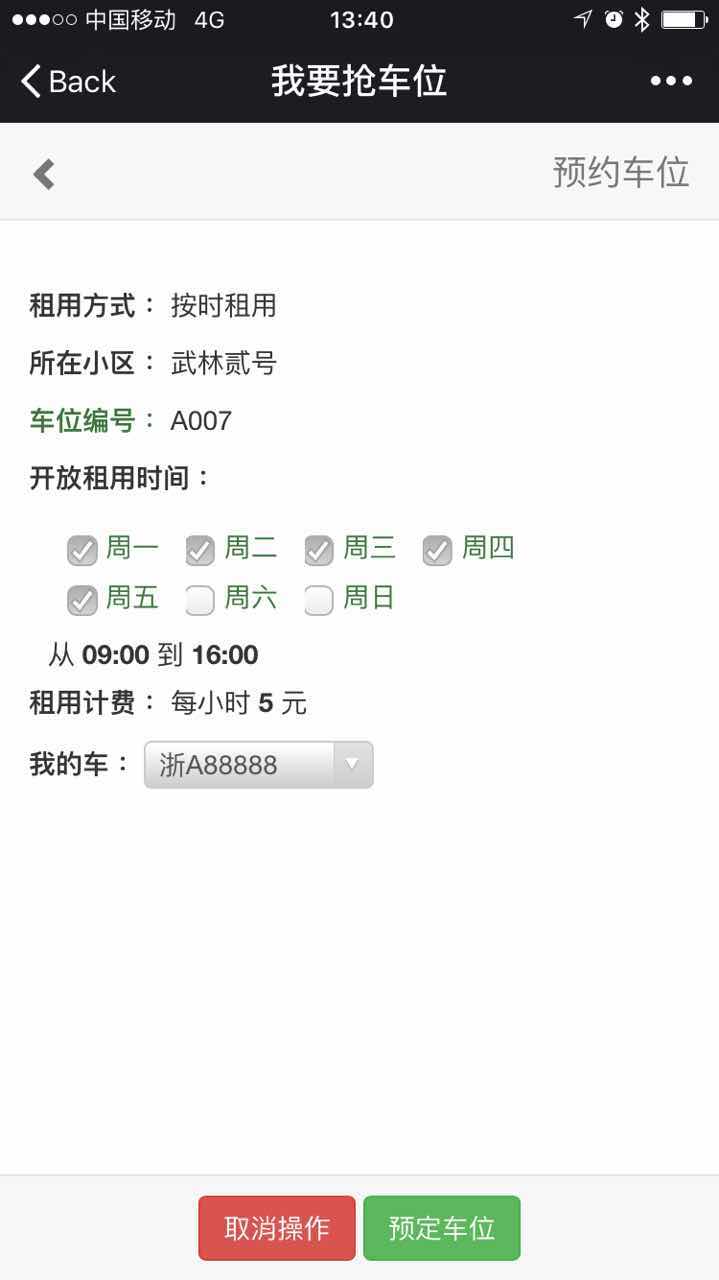 中国移动 4G 13:40
Back 我要抢车位
预约车位
租用方式： 按时租用
所在小区： 武林贰号
车位编号： A007
开放租用时间：
周一 周二 周三 周四
周五 周六 周日
从 09:00 到 16:00
租用计费： 每小时 5 元
我的车： 浙A88888
取消操作 预定车位